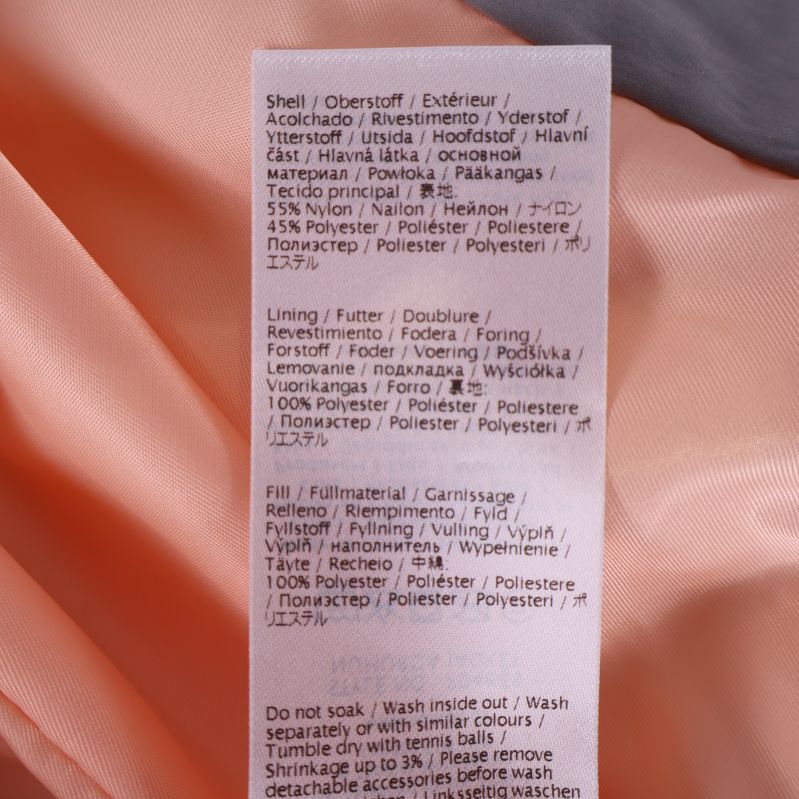 Shell / Oberstoff / Extérieur /
Acolchado / Rivestimento / Yderstof /
Ytterstoff / Utsida / Hoofdstof / Hlavní
část / Hlavná látka / основной
материал / Powłoka / Pääkangas /
Tecido principal / 表地:
55% Nylon / Nailon / Нейлон / ナイロン
45% Polyester / Poliéster / Poliestere /
Полиэстер / Poliester / Polyesteri / ポリ
エステル
Lining / Futter / Doublure /
Revestimiento / Fodera / Foring /
Forstoff / Foder / Voering / Podšívka /
Lemovanie / подкладка / Wyściółka /
Vuorikangas / Forro / 裏地:
100% Polyester / Poliéster / Poliestere
/ Полиэстер / Poliester / Polyesteri / ポ
リエステル
Fill / Füllmaterial / Garnissage /
Relleno / Riempimento / Fyld /
Fyllstoff / Fyllning / Vulling / Výplň /
Výplň / наполнитель / Wypełnienie /
Täyte / Recheio / 中綿:
100% Polyester / Poliéster / Poliestere
/ Полиэстер / Poliester / Polyesteri / ポ
リエステル
Do not soak / Wash inside out / Wash
separately or with similar colours /
Tumble dry with tennis balls /
Shrinkage up to 3% / Please remove
detachable accessories before wash
/ Linksseitig waschen